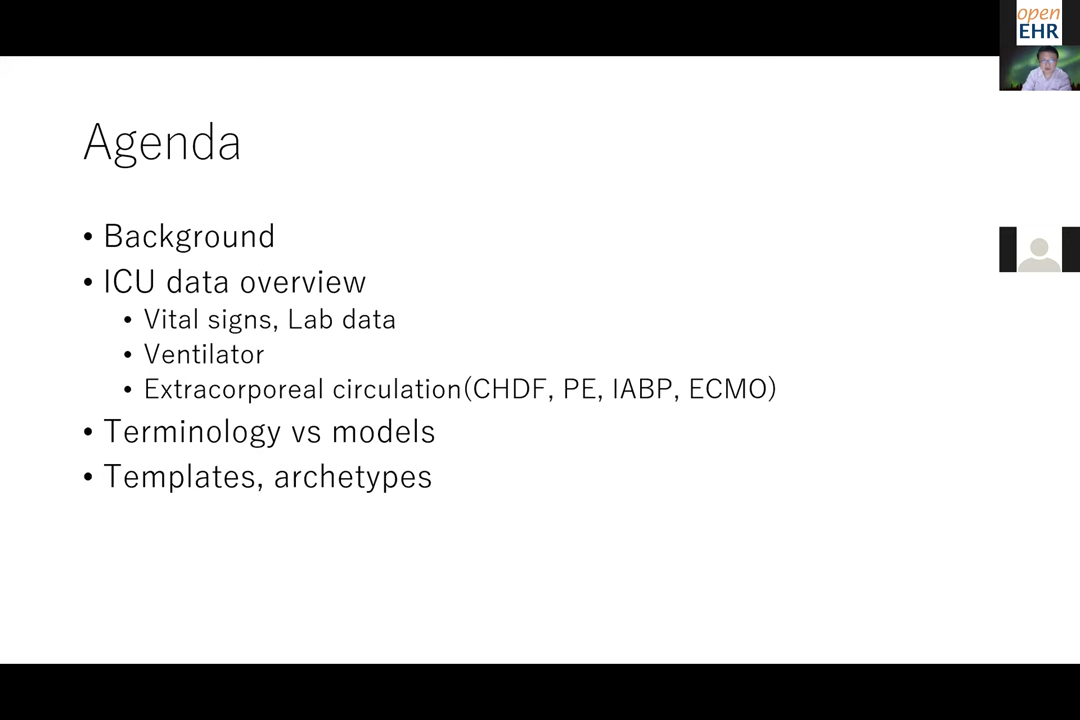 open
EHR
Agenda
• Background
• ICU data overview
• Vital signs, Lab data
• Ventilator
• Extracorporeal circulation(CHDF, PE, IABP, ECMO)
• Terminology vs models
• Templates, archetypes